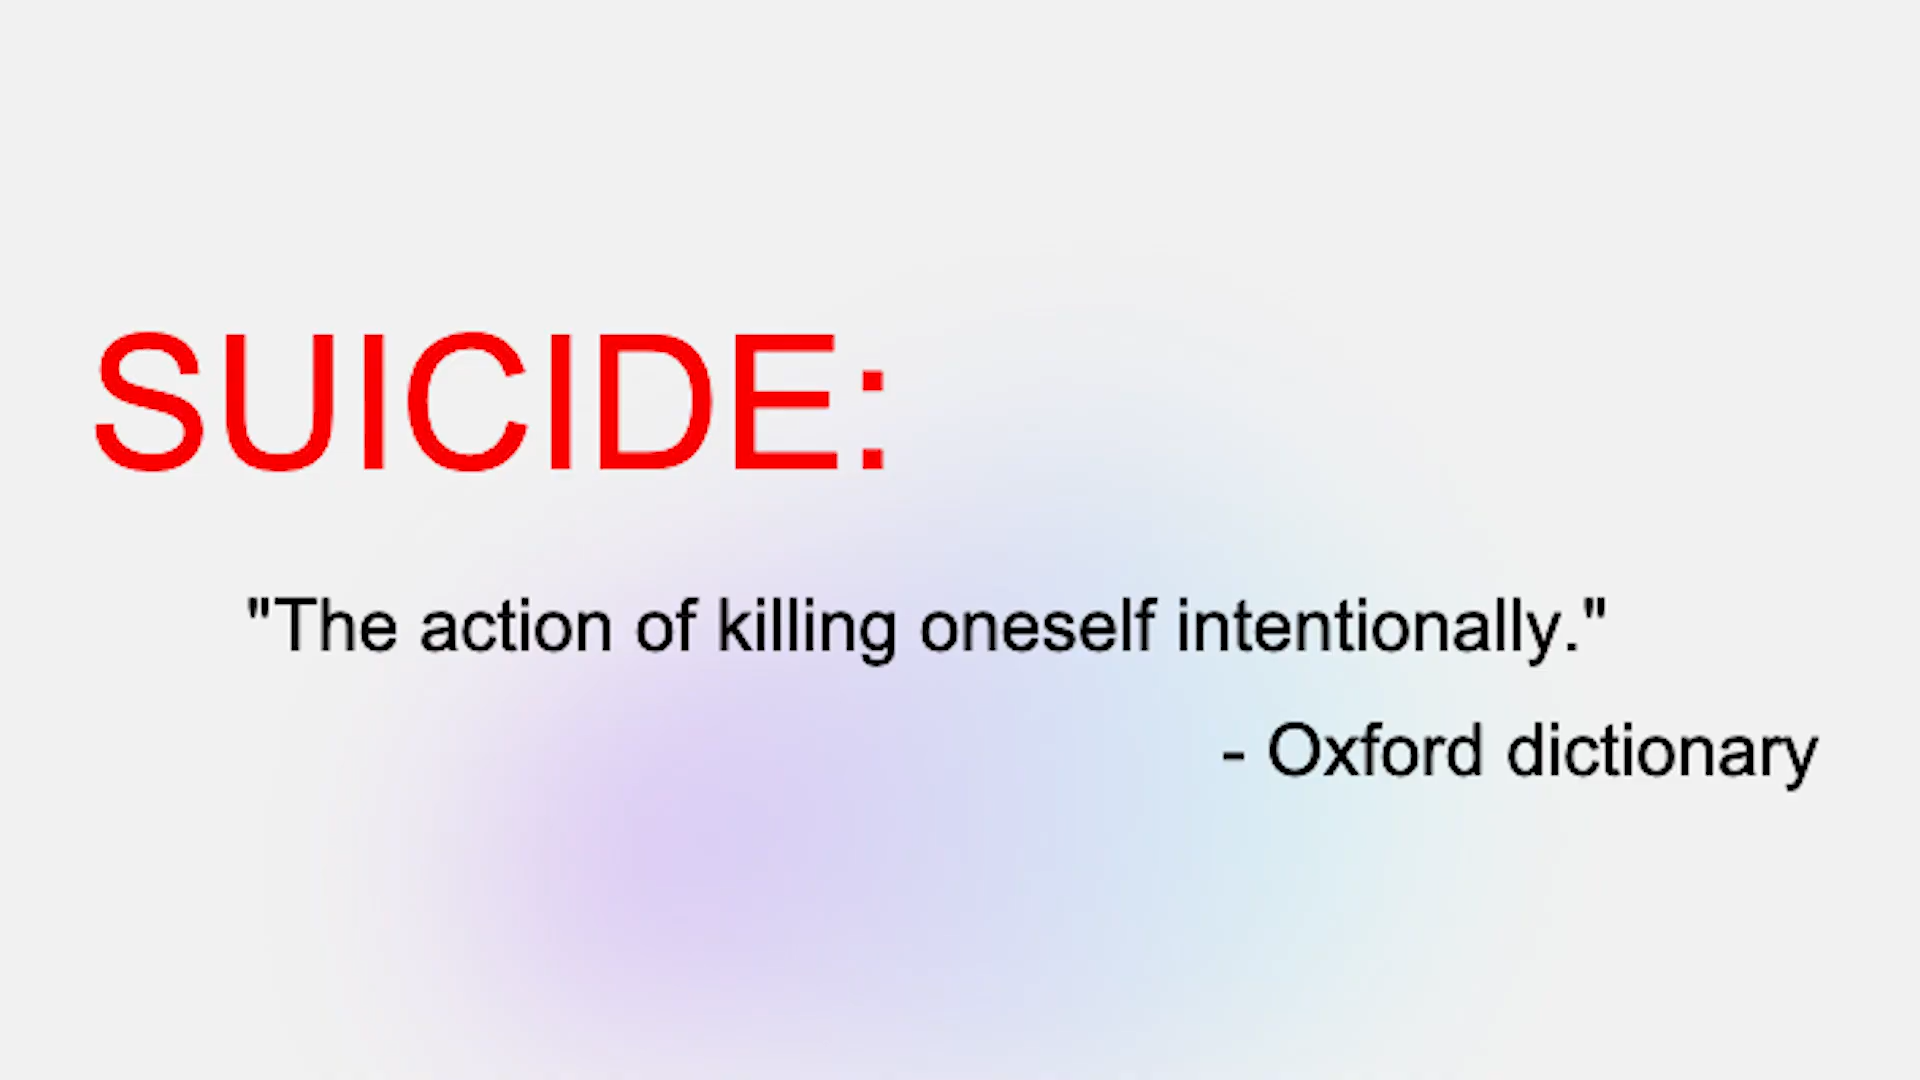 SUICIDE:
"The action of killing oneself intentionally."
- Oxford dictionary